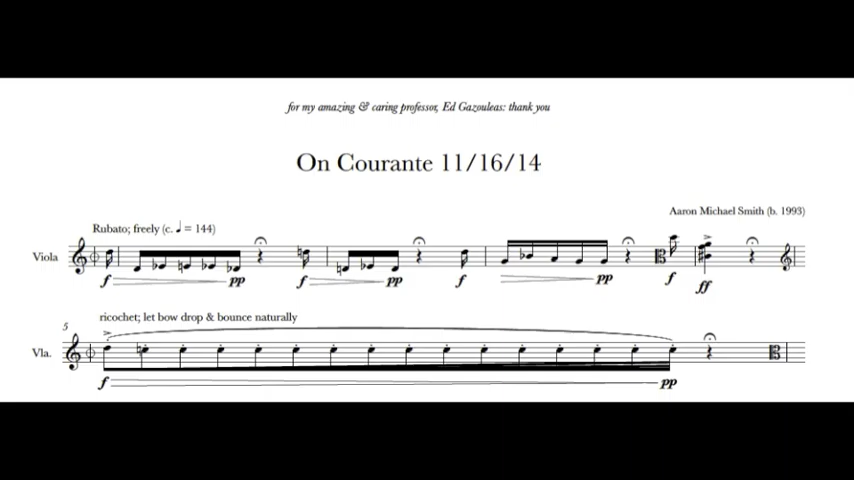 for my amazing & caring professor, Ed Gazouleas: thank you
On Courante 11/16/14
Aaron Michael Smith (b. 1993)
Rubato; freely (c. ♩ = 144)
Viola
f pp f pp f pp f ff
ricochet; let bow drop & bounce naturally
5
Vla.
f pp